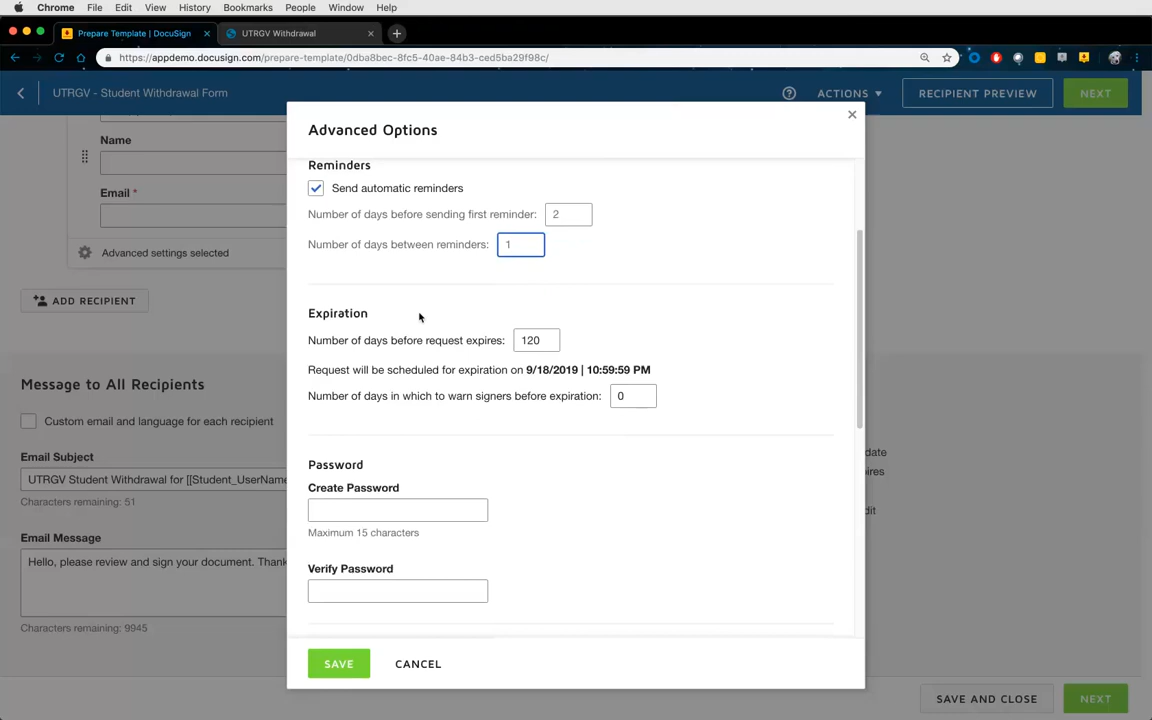 Chrome File Edit View History Bookmarks People Window Help
Prepare Template | DocuSign
UTRGV Withdrawal
https://appdemo.docusign.com/prepare-template/0dba8bec-8fc5-40ae-84b3-ced5ba29f98c/
UTRGV - Student Withdrawal Form
ACTIONS
RECIPIENT PREVIEW
NEXT
Name
Email *
Advanced settings selected
ADD RECIPIENT
Message to All Recipients
Custom email and language for each recipient
Email Subject
UTRGV Student Withdrawal for [[Student_UserName
Characters remaining: 51
Email Message
Hello, please review and sign your document. Thank
Characters remaining: 9945
Advanced Options
Reminders
Send automatic reminders
Number of days before sending first reminder: 2
Number of days between reminders: 1
Expiration
Number of days before request expires: 120
Request will be scheduled for expiration on 9/18/2019 | 10:59:59 PM
Number of days in which to warn signers before expiration: 0
Password
Create Password
Maximum 15 characters
Verify Password
SAVE
CANCEL
SAVE AND CLOSE
NEXT